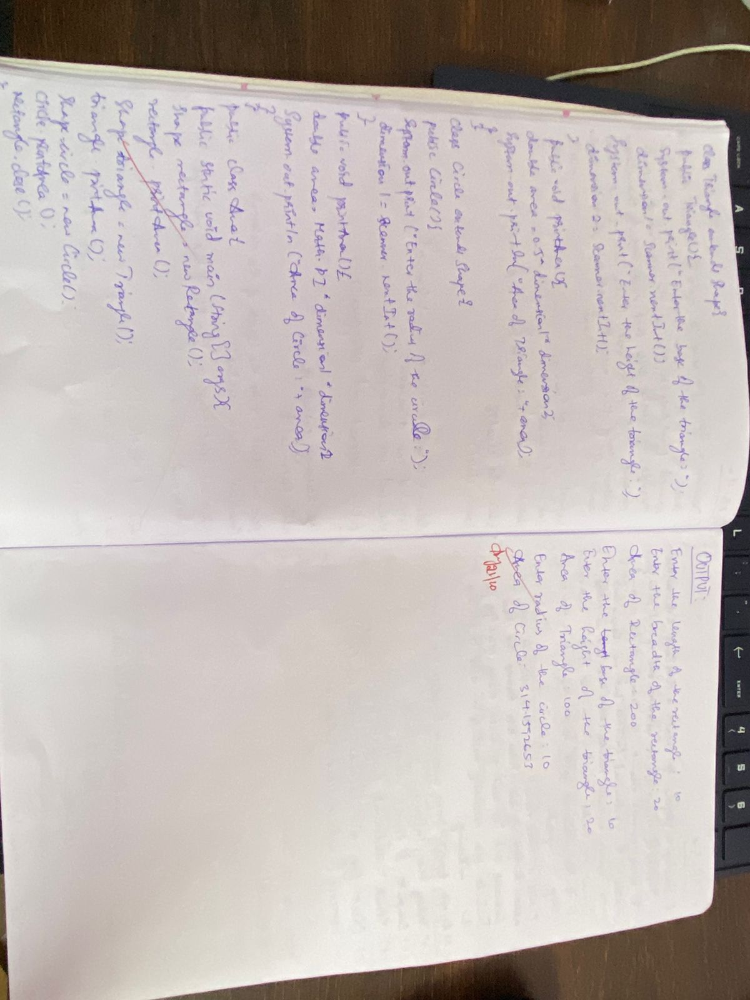 class Triangle extends Shape{
public Triangle(){
System.out.print("Enter the base of the triangle: ");
dimension1 = Scanner.nextInt();
System.out.print("Enter the height of the triangle: ");
dimension2 = Scanner.nextInt();
}
public void printArea(){
double area = 0.5* dimension1* dimension2;
System.out.println("Area of Triangle: "+ area);
}
}
class Circle extends Shape{
public Circle(){
System.out.print("Enter the radius of the circle: ");
dimension1 = Scanner.nextInt();
}
public void printArea(){
double area = Math.PI * dimension1 * dimension1
System.out.println("Area of Circle: "+ area)
}
}
public class Area{
public static void main(String[] args){
Shape rectangle = new Rectangle();
rectangle.printArea();
Shape triangle = new Triangle();
triangle.printArea();
Shape circle = new Circle();
circle.printArea();
rectangle.close();
}
OUTPUT:
Enter the length of the rectangle: 10
Enter the breadth of the rectangle: 20
Area of Rectangle: 200
Enter the base of the triangle: 10
Enter the height of the triangle: 20
Area of Triangle: 100
Enter radius of the circle: 10
Area of Circle: 314.1592653
21/10
CAPS LOCK
A
S
L
ENTER
4
5
6